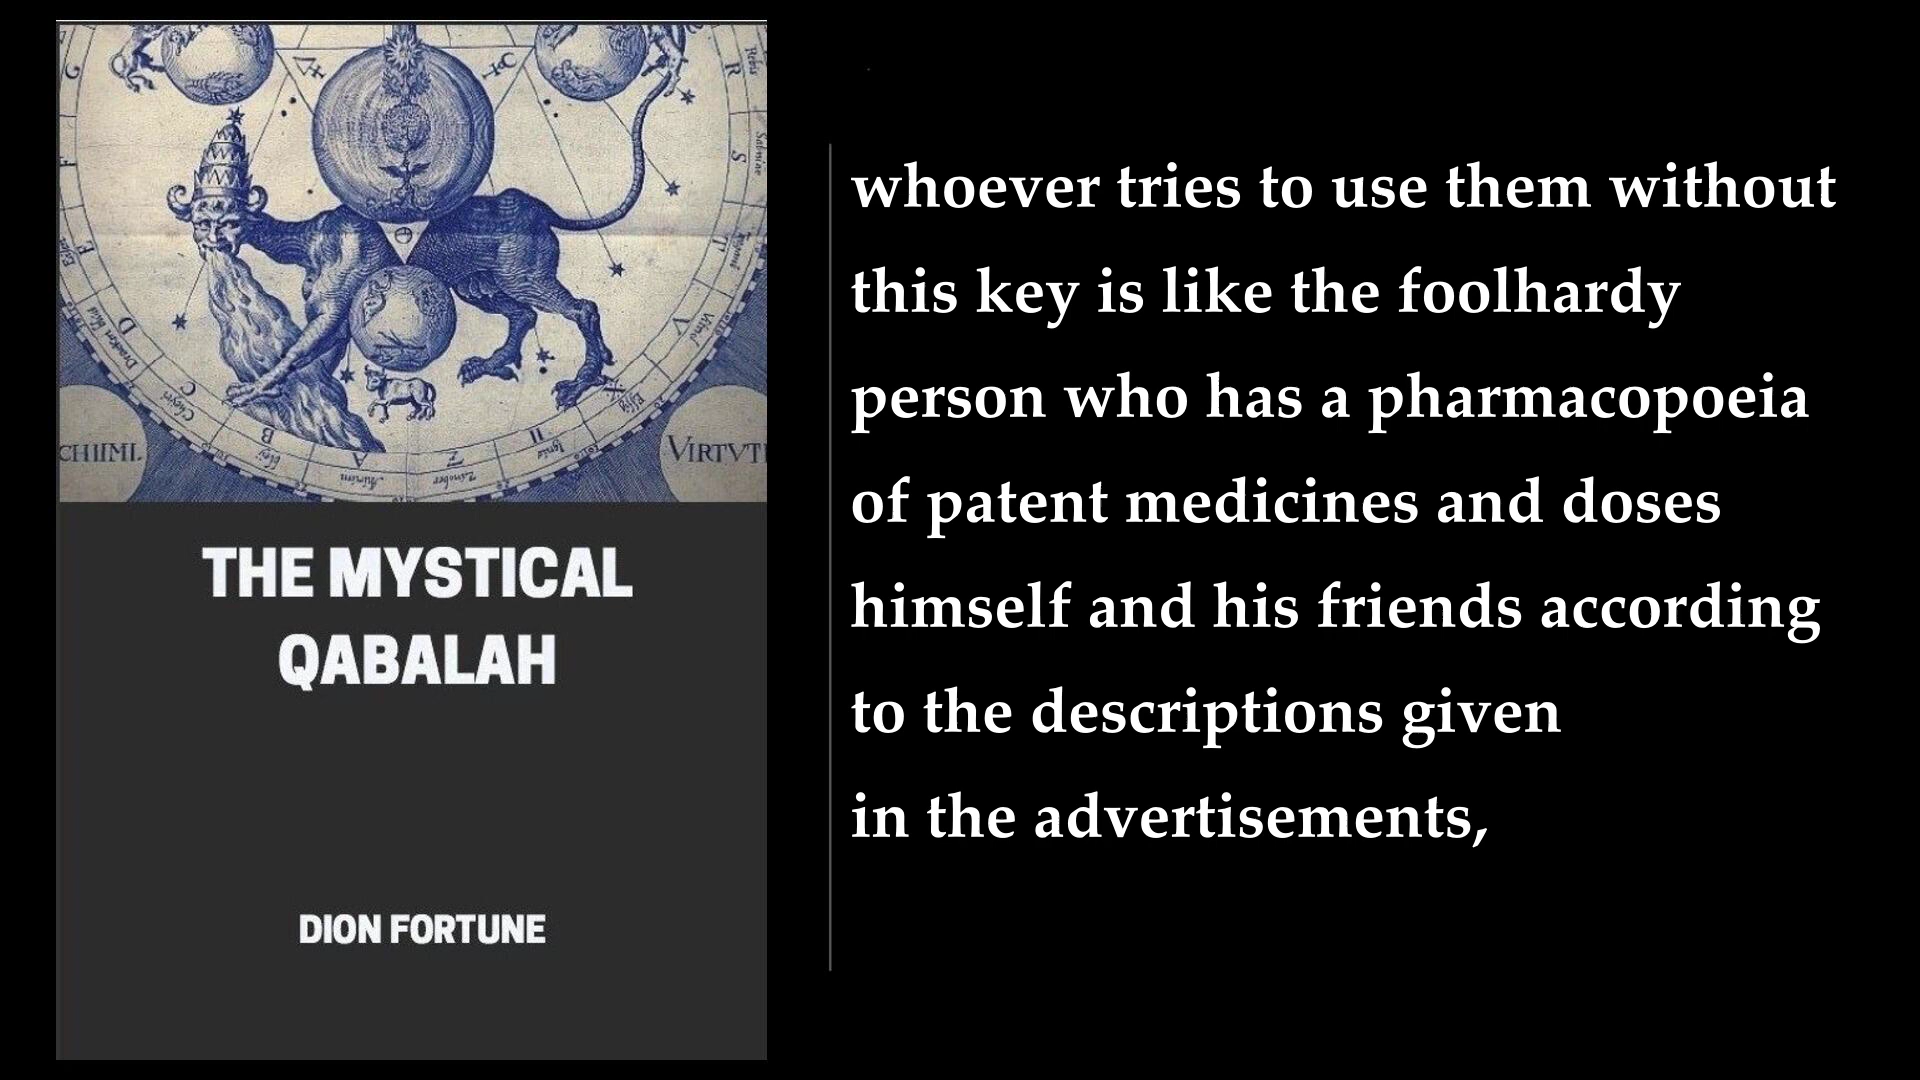 CHIIMI.
VIRTVTI
THE MYSTICAL
QABALAH
DION FORTUNE
whoever tries to use them without
this key is like the foolhardy
person who has a pharmacopoeia
of patent medicines and doses
himself and his friends according
to the descriptions given
in the advertisements,